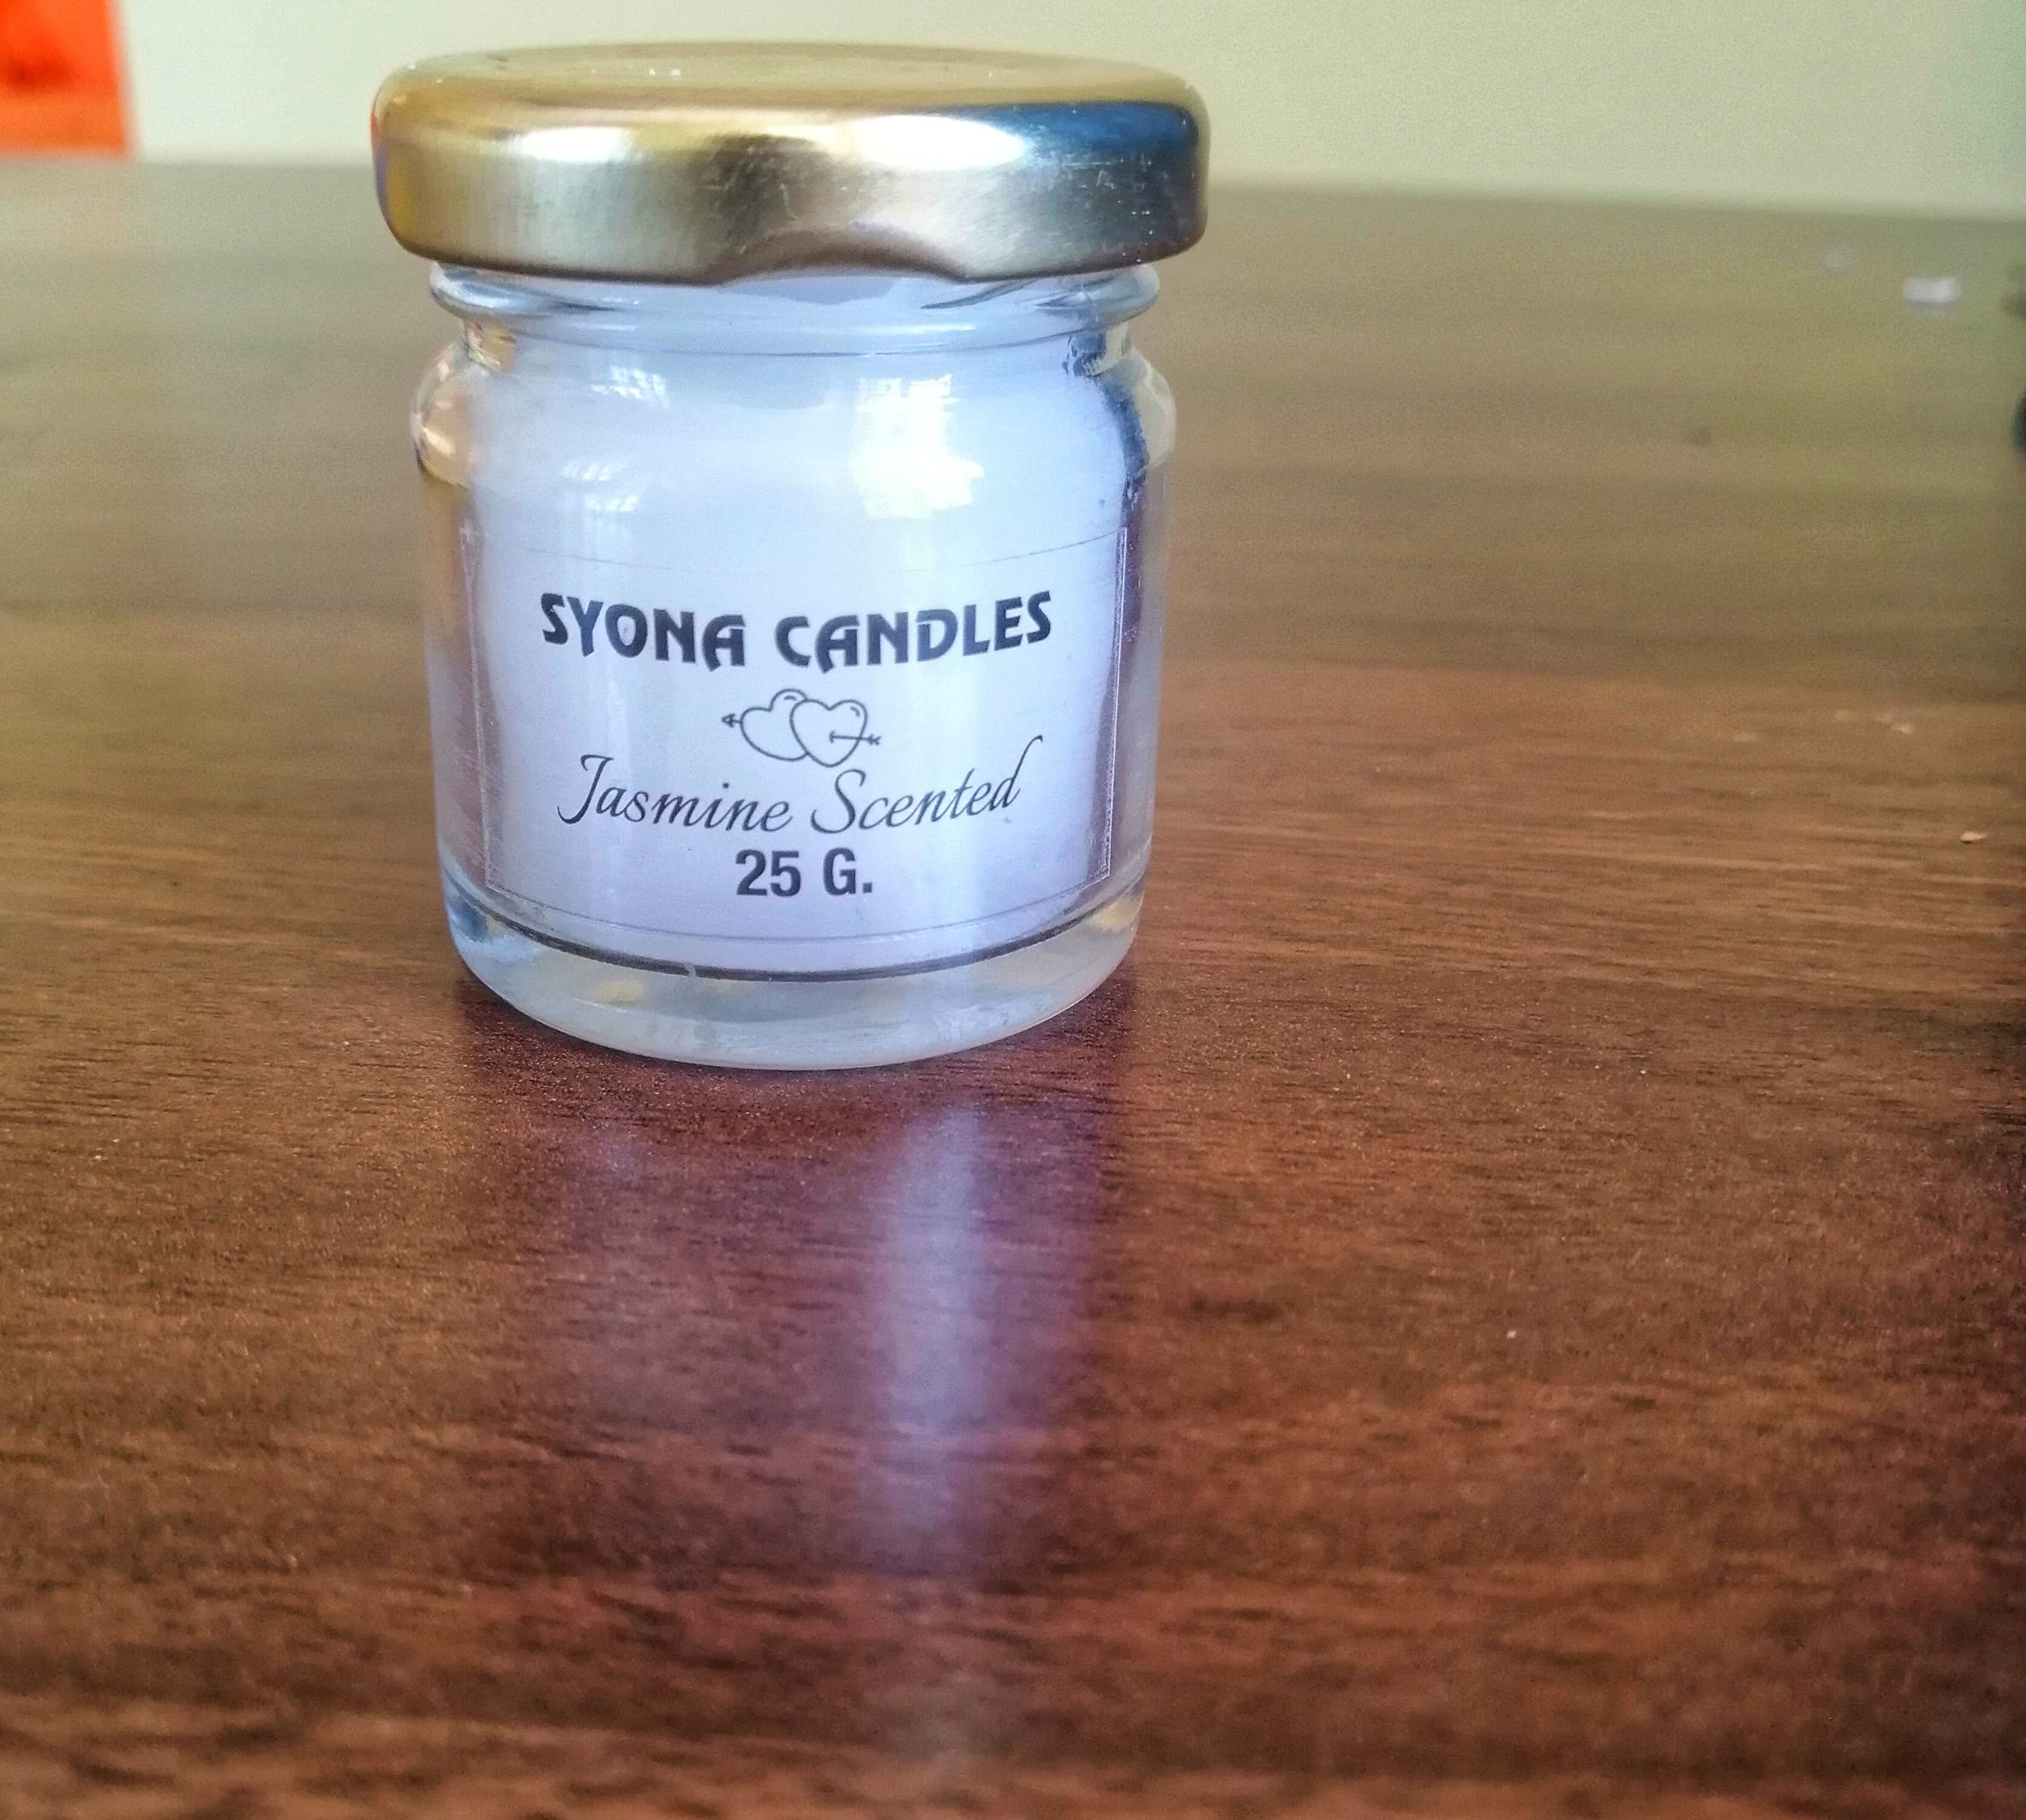 SYONA CANDLES
Jasmine Scented
25 G.